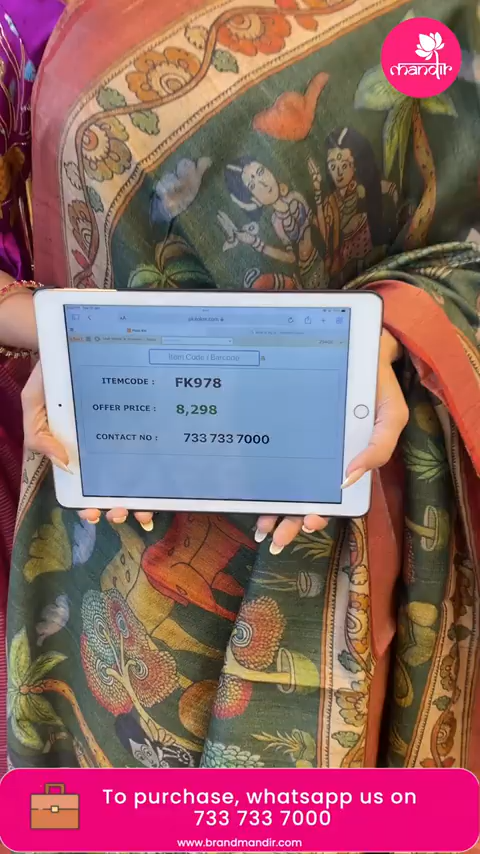 mandir
Item Code / Barcode
ITEMCODE : FK978
OFFER PRICE : 8,298
CONTACT NO : 733 733 7000
To purchase, whatsapp us on
733 733 7000
www.brandmandir.com